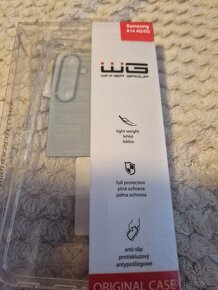 Samsung
A14 4G/5G
WG
WINNER GROUP
light weight
lehké
lekkie
full protection
plná ochrana
pełna ochrona
anti-slip
protiskluzový
antypoślizgowe
ORIGINAL CASE